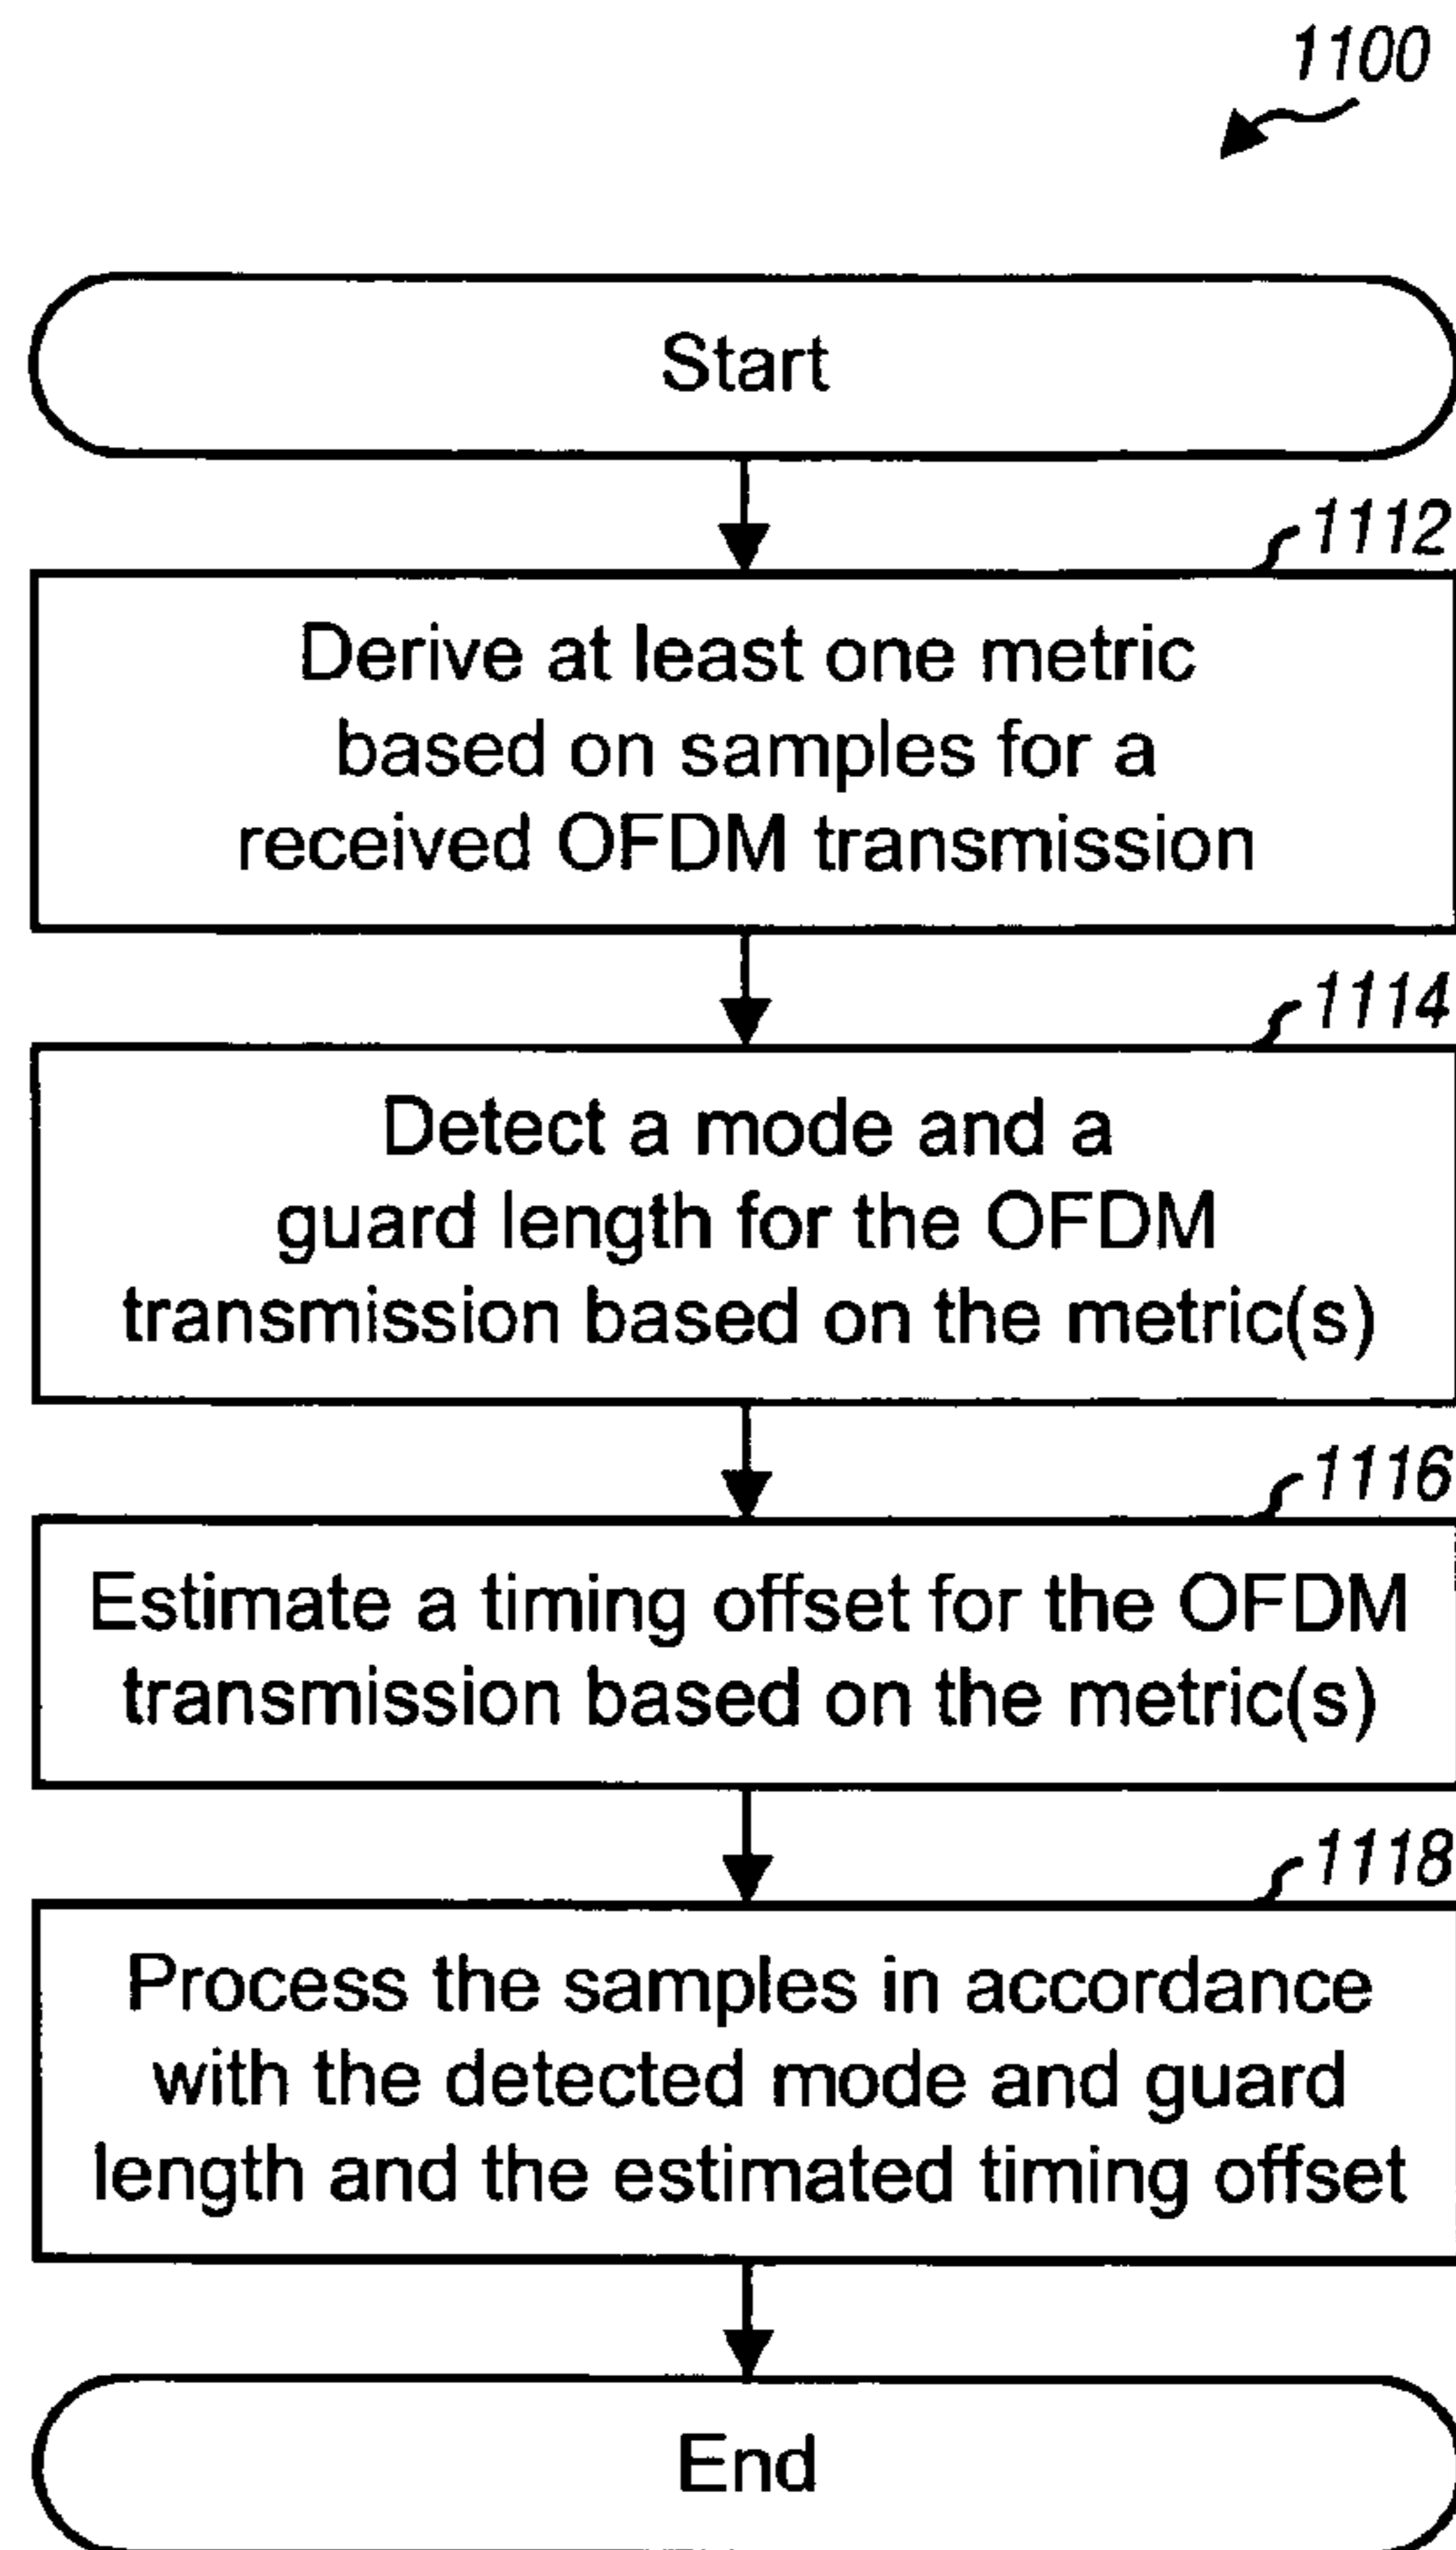 1100
Start
1112
Derive at least one metric
based on samples for a
received OFDM transmission
1114
Detect a mode and a
guard length for the OFDM
transmission based on the metric(s)
1116
Estimate a timing offset for the OFDM
transmission based on the metric(s)
1118
Process the samples in accordance
with the detected mode and guard
length and the estimated timing offset
End